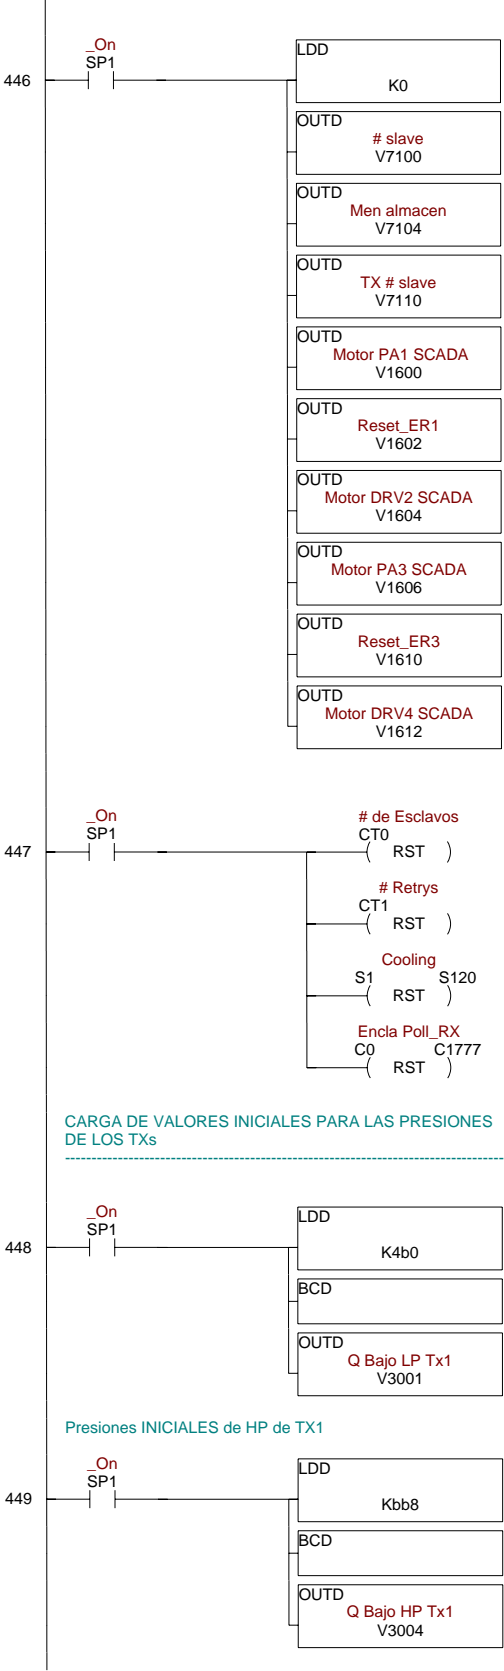 _On
SP1
446
LDD
K0
OUTD
# slave
V7100
OUTD
Men almacen
V7104
OUTD
TX # slave
V7110
OUTD
Motor PA1 SCADA
V1600
OUTD
Reset_ER1
V1602
OUTD
Motor DRV2 SCADA
V1604
OUTD
Motor PA3 SCADA
V1606
OUTD
Reset_ER3
V1610
OUTD
Motor DRV4 SCADA
V1612
_On
SP1
447
# de Esclavos
CT0
( RST )
# Retrys
CT1
( RST )
Cooling
S1 S120
( RST )
Encla Poll_RX
C0 C1777
( RST )
CARGA DE VALORES INICIALES PARA LAS PRESIONES
DE LOS TXs
_On
SP1
448
LDD
K4b0
BCD
OUTD
Q Bajo LP Tx1
V3001
Presiones INICIALES de HP de TX1
_On
SP1
449
LDD
Kbb8
BCD
OUTD
Q Bajo HP Tx1
V3004